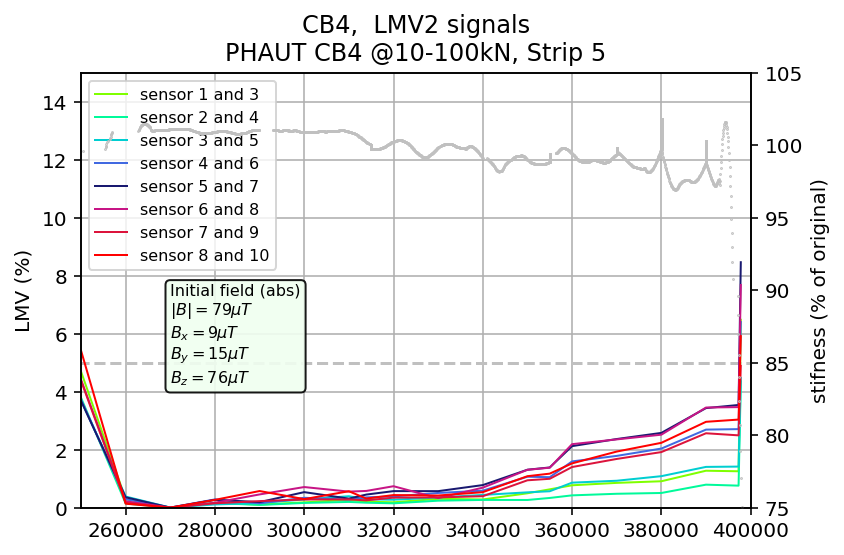 CB4,  LMV2 signals
PHAUT CB4 @10-100kN, Strip 5
LMV (%)
stifness (% of original)
14
12
10
8
6
4
2
0
105
100
95
90
85
80
75
sensor 1 and 3
sensor 2 and 4
sensor 3 and 5
sensor 4 and 6
sensor 5 and 7
sensor 6 and 8
sensor 7 and 9
sensor 8 and 10
Initial field (abs)
|B| = 79μT
Bx = 9μT
By = 15μT
Bz = 76μT
260000
280000
300000
320000
340000
360000
380000
400000